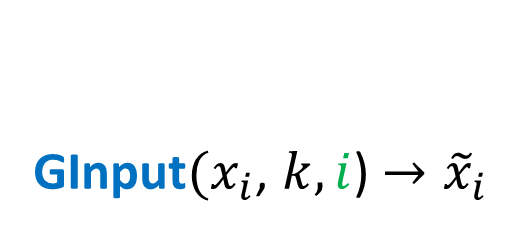 GInput(xᵢ, k, i) → x̃ᵢ